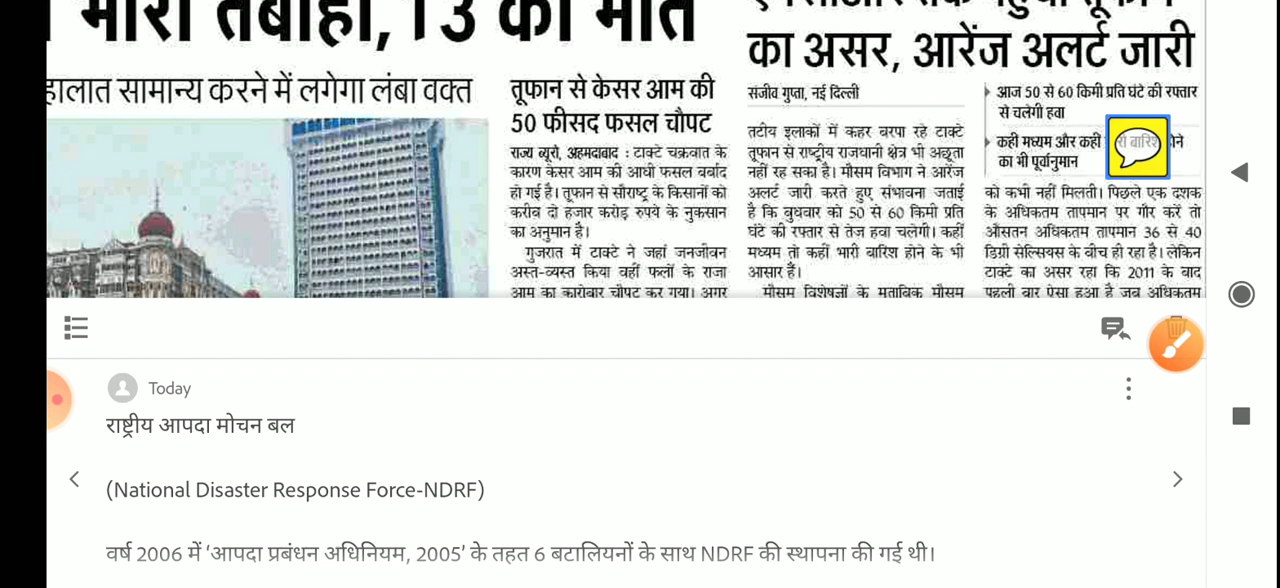 मारी तबाही, 13 की मौत
हालात सामान्य करने में लगेगा लंबा वक्त
तूफान से केसर आम की
50 फीसद फसल चौपट
राज्य ब्यूरो, अहमदाबाद : टाक्टे चक्रवात के
कारण केसर आम की आधी फसल बर्बाद
हो गई है। तूफान से सौराष्ट्र के किसानों को
करीब दो हजार करोड़ रुपये के नुकसान
का अनुमान है।
गुजरात में टाक्टे ने जहां जनजीवन
अस्त-व्यस्त किया वहीं फलों के राजा
आम का कारोबार चौपट कर गया। अगर
का असर, आरेंज अलर्ट जारी
संजीव गुप्ता, नई दिल्ली
तटीय इलाकों में कहर बरपा रहे टाक्टे
तूफान से राष्ट्रीय राजधानी क्षेत्र भी अछूता
नहीं रह सका है। मौसम विभाग ने आरेंज
अलर्ट जारी करते हुए संभावना जताई
है कि बुधवार को 50 से 60 किमी प्रति
घंटे की रफ्तार से तेज हवा चलेगी। कहीं
मध्यम तो कहीं भारी बारिश होने के भी
आसार हैं।
मौसम विशेषज्ञों के मुताबिक मौसम
आज 50 से 60 किमी प्रति घंटे की रफ्तार
से चलेगी हवा
कही मध्यम और कहीं री बारिश होने
का भी पूर्वानुमान
को कभी नहीं मिलती। पिछले एक दशक
के अधिकतम तापमान पर गौर करें तो
औसतन अधिकतम तापमान 36 से 40
डिग्री सेल्सियस के बीच ही रहा है। लेकिन
टाक्टे का असर रहा कि 2011 के बाद
पहली बार ऐसा हुआ है जब अधिकतम
Today
राष्ट्रीय आपदा मोचन बल
(National Disaster Response Force-NDRF)
वर्ष 2006 में ‘आपदा प्रबंधन अधिनियम, 2005’ के तहत 6 बटालियनों के साथ NDRF की स्थापना की गई थी।